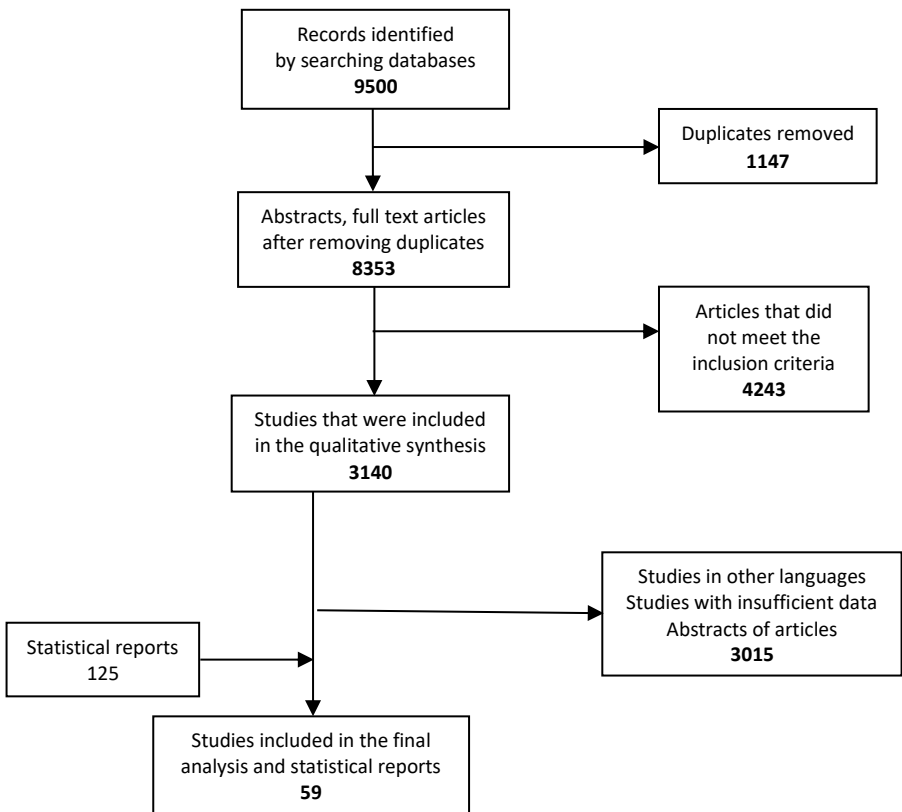 Records identified
by searching databases
9500
Duplicates removed
1147
Abstracts, full text articles
after removing duplicates
8353
Articles that did
not meet the
inclusion criteria
4243
Studies that were included
in the qualitative synthesis
3140
Studies in other languages
Studies with insufficient data
Abstracts of articles
3015
Statistical reports
125
Studies included in the final
analysis and statistical reports
59